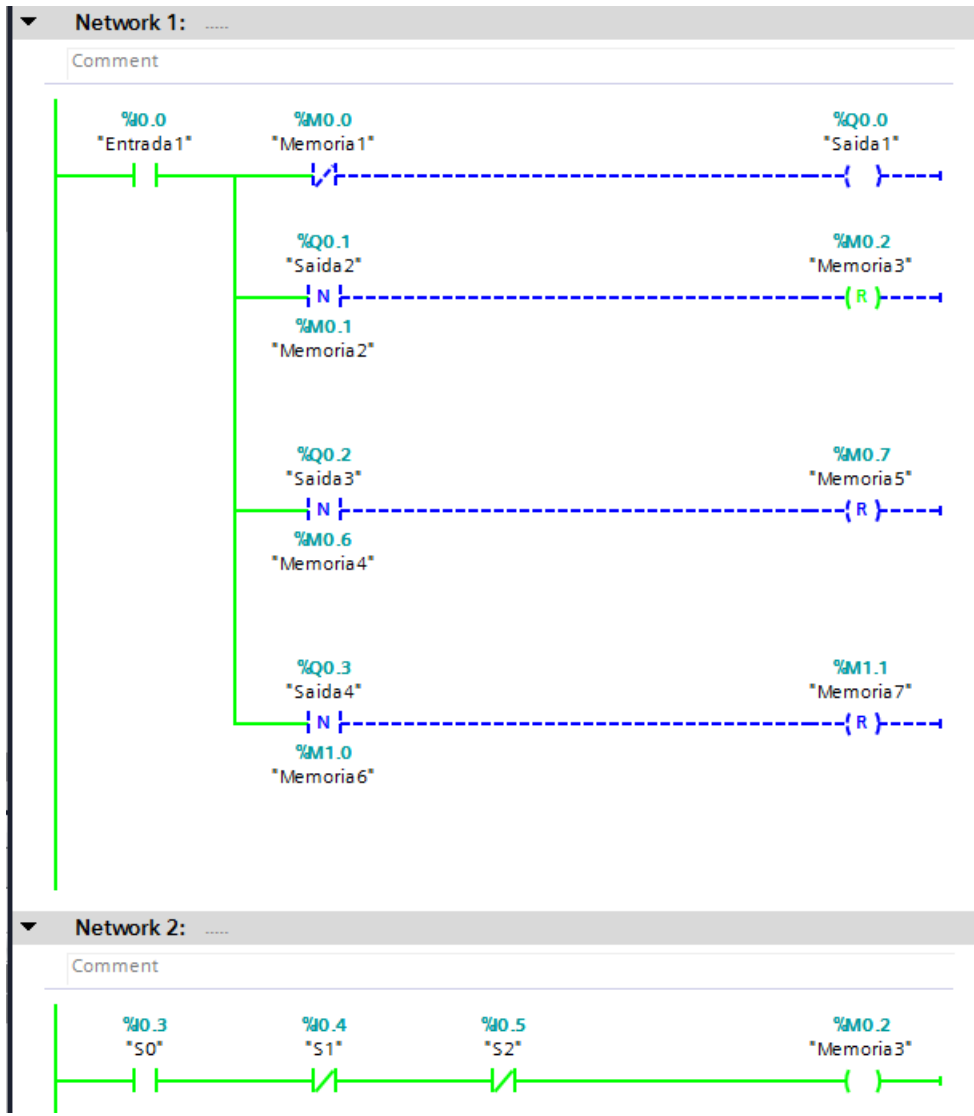 Network 1: .....
Comment
%I0.0 %M0.0 %Q0.0
"Entrada1" "Memoria1" "Saida1"
%Q0.1 %M0.2
"Saida2" "Memoria3"
N R
%M0.1
"Memoria2"
%Q0.2 %M0.7
"Saida3" "Memoria5"
N R
%M0.6
"Memoria4"
%Q0.3 %M1.1
"Saida4" "Memoria7"
N R
%M1.0
"Memoria6"
Network 2: .....
Comment
%I0.3 %I0.4 %I0.5 %M0.2
"S0" "S1" "S2" "Memoria3"